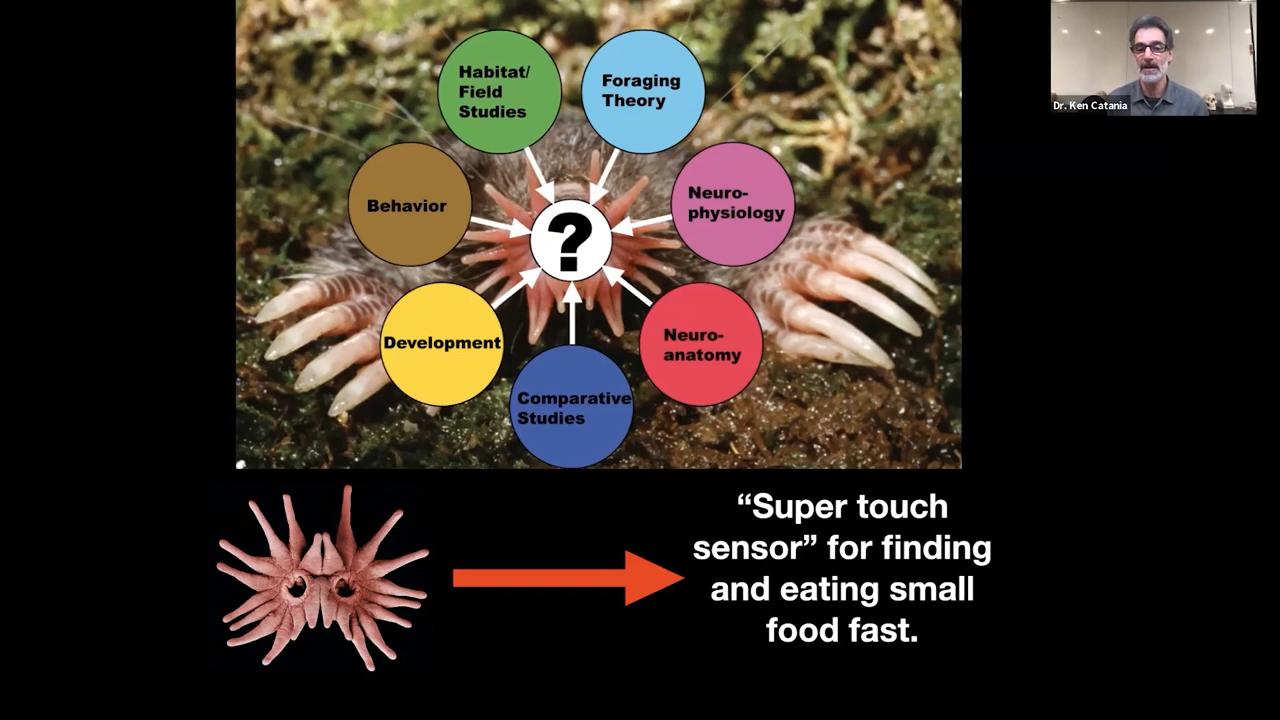 Habitat/
Field
Studies
Foraging
Theory
Dr. Ken Catania
Behavior
Neuro-
physiology
?
Development
Neuro-
anatomy
Comparative
Studies
“Super touch
sensor” for finding
and eating small
food fast.